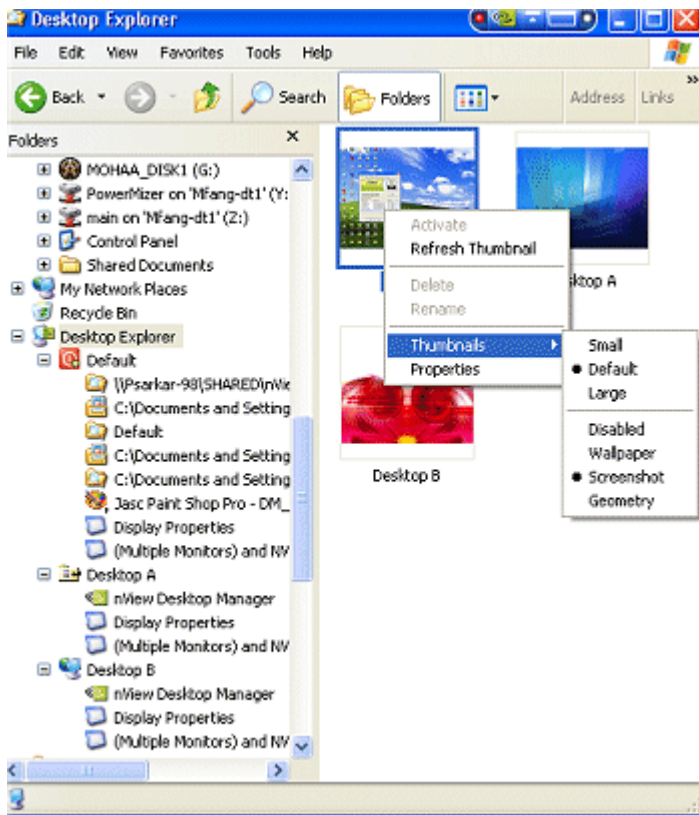 Desktop Explorer
File Edit View Favorites Tools Help
Back Search Folders Address Links
Folders
MOHAA_DISK1 (G:)
PowerMizer on 'Mfang-dt1' (Y:
main on 'Mfang-dt1' (Z:)
Control Panel
Shared Documents
My Network Places
Recycle Bin
Desktop Explorer
Default
\\Psarkar-98\SHARED\nVie
C:\Documents and Setting
Default
C:\Documents and Setting
C:\Documents and Setting
Jasc Paint Shop Pro - DM_
Display Properties
(Multiple Monitors) and NV
Desktop A
nView Desktop Manager
Display Properties
(Multiple Monitors) and NV
Desktop B
nView Desktop Manager
Display Properties
(Multiple Monitors) and NV
Activate
Refresh Thumbnail
Delete
Rename
Thumbnails
Properties
Small
Default
Large
Disabled
Wallpaper
Screenshot
Geometry
sktop A
Desktop B